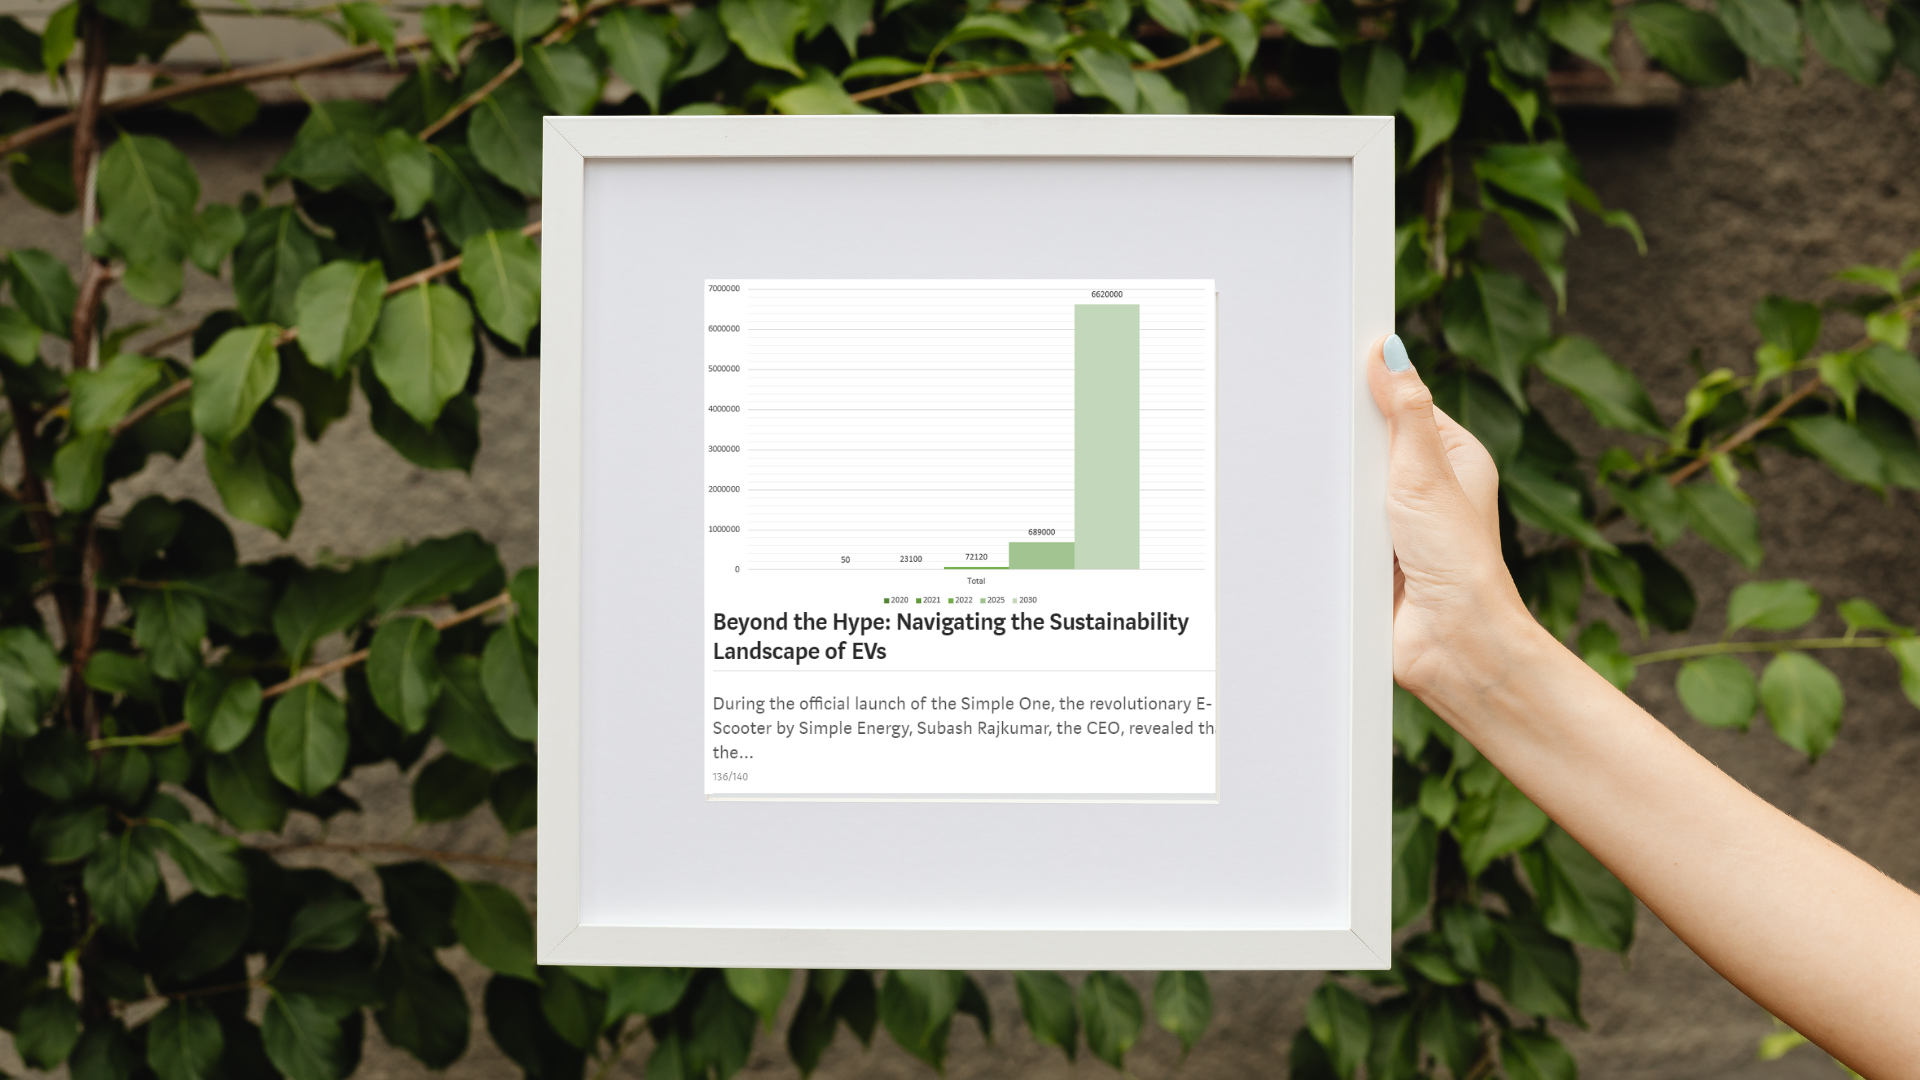 7000000
6620000
6000000
5000000
4000000
3000000
2000000
1000000
689000
50
23100
72120
0
Total
2020 2021 2022 2025 2030
Beyond the Hype: Navigating the Sustainability
Landscape of EVs
During the official launch of the Simple One, the revolutionary E-
Scooter by Simple Energy, Subash Rajkumar, the CEO, revealed th
the...
136/140